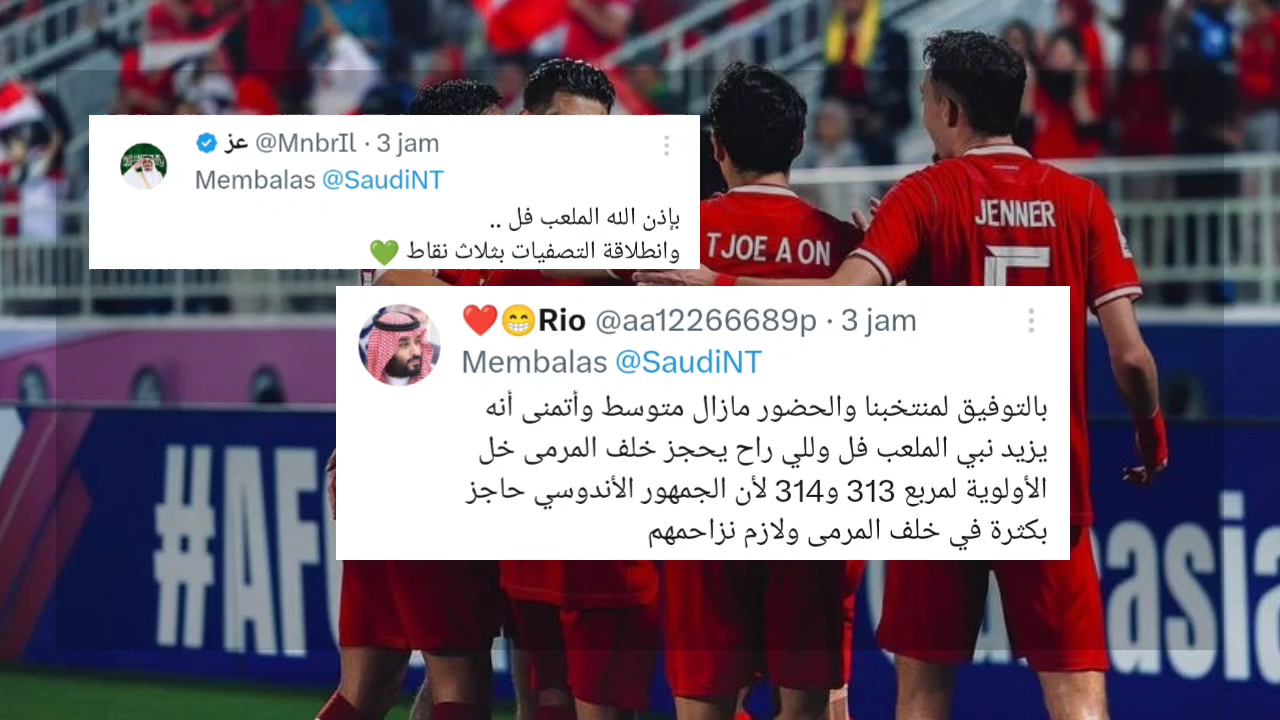 عز @MnbrIl · 3 jam
Membalas @SaudiNT
بإذن الله الملعب فل ..
وانطلاقة التصفيات بثلاث نقاط 💚
❤️😁Rio @aa12266689p · 3 jam
Membalas @SaudiNT
بالتوفيق لمنتخبنا والحضور مازال متوسط وأتمنى أنه
يزيد نبي الملعب فل وللي راح يحجز خلف المرمى خل
الأولوية لمربع 313 و314 لأن الجمهور الأندوسي حاجز
بكثرة في خلف المرمى ولازم نزاحمهم
TJOE A ON
JENNER
#AF
asia